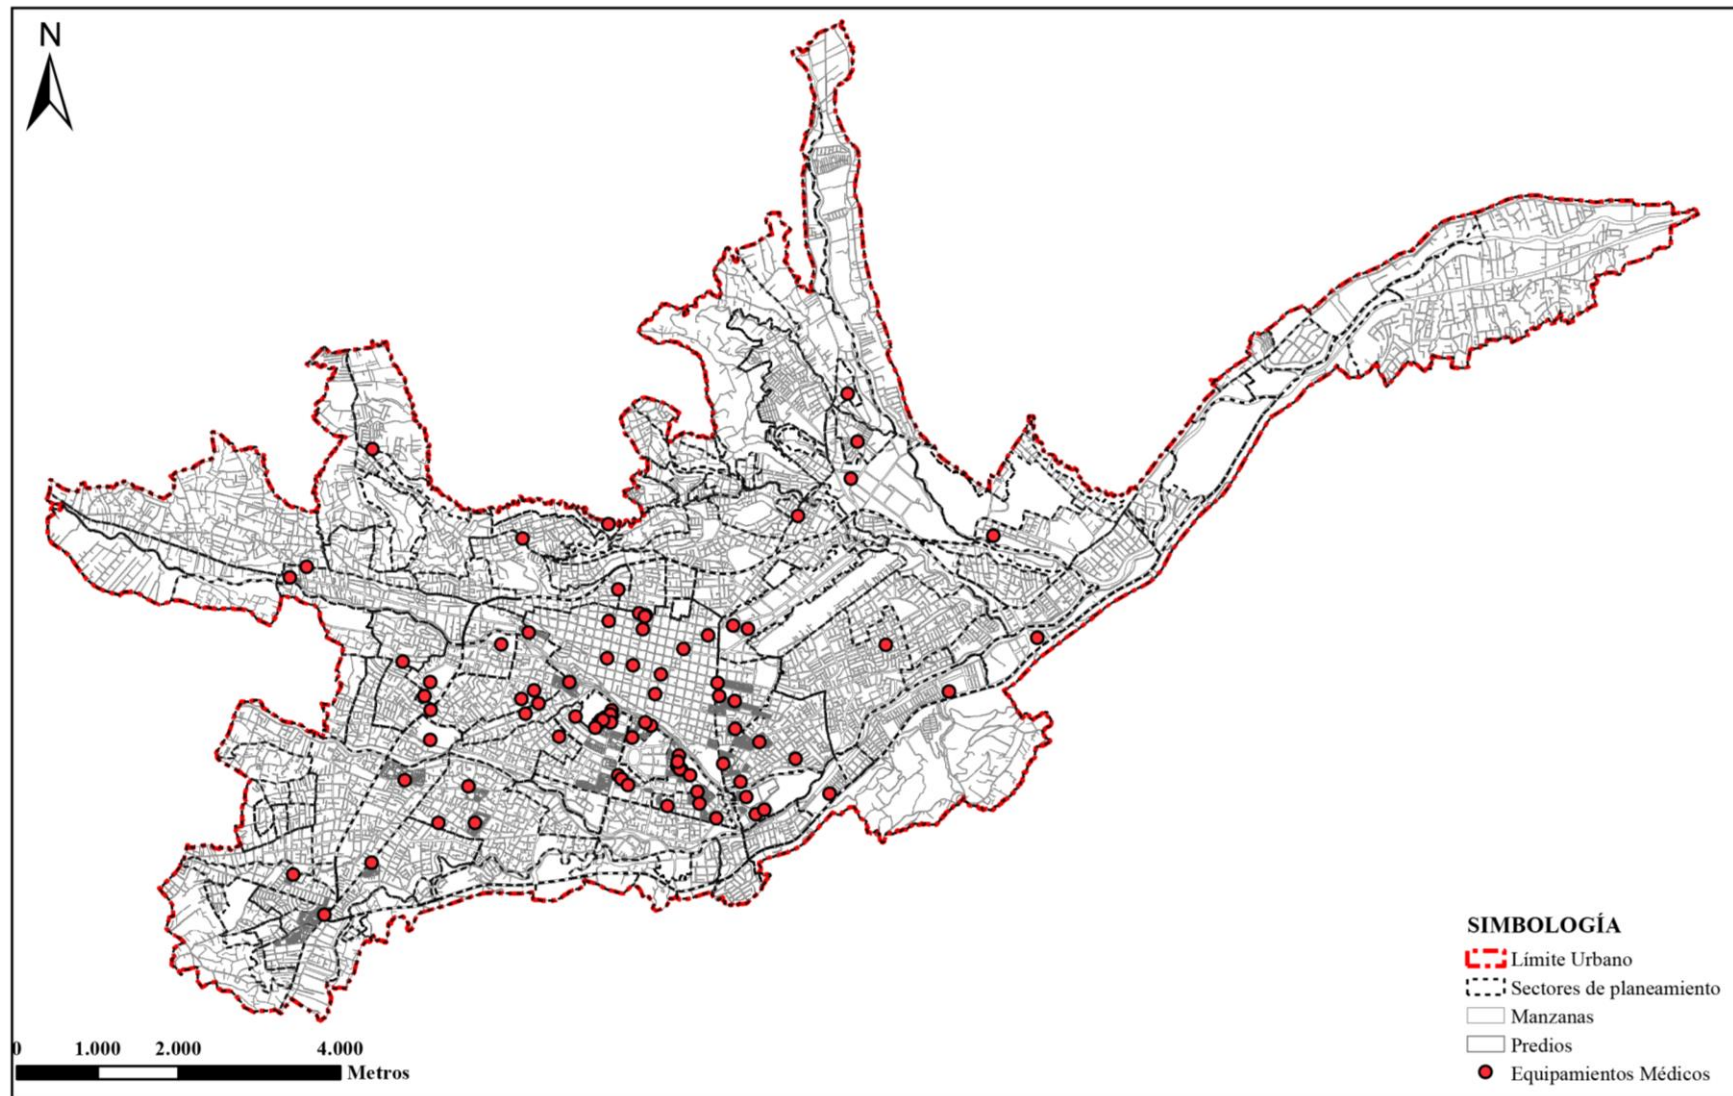 N
SIMBOLOGÍA
Límite Urbano
Sectores de planeamiento
Manzanas
Predios
Equipamientos Médicos
0 1.000 2.000 4.000
Metros